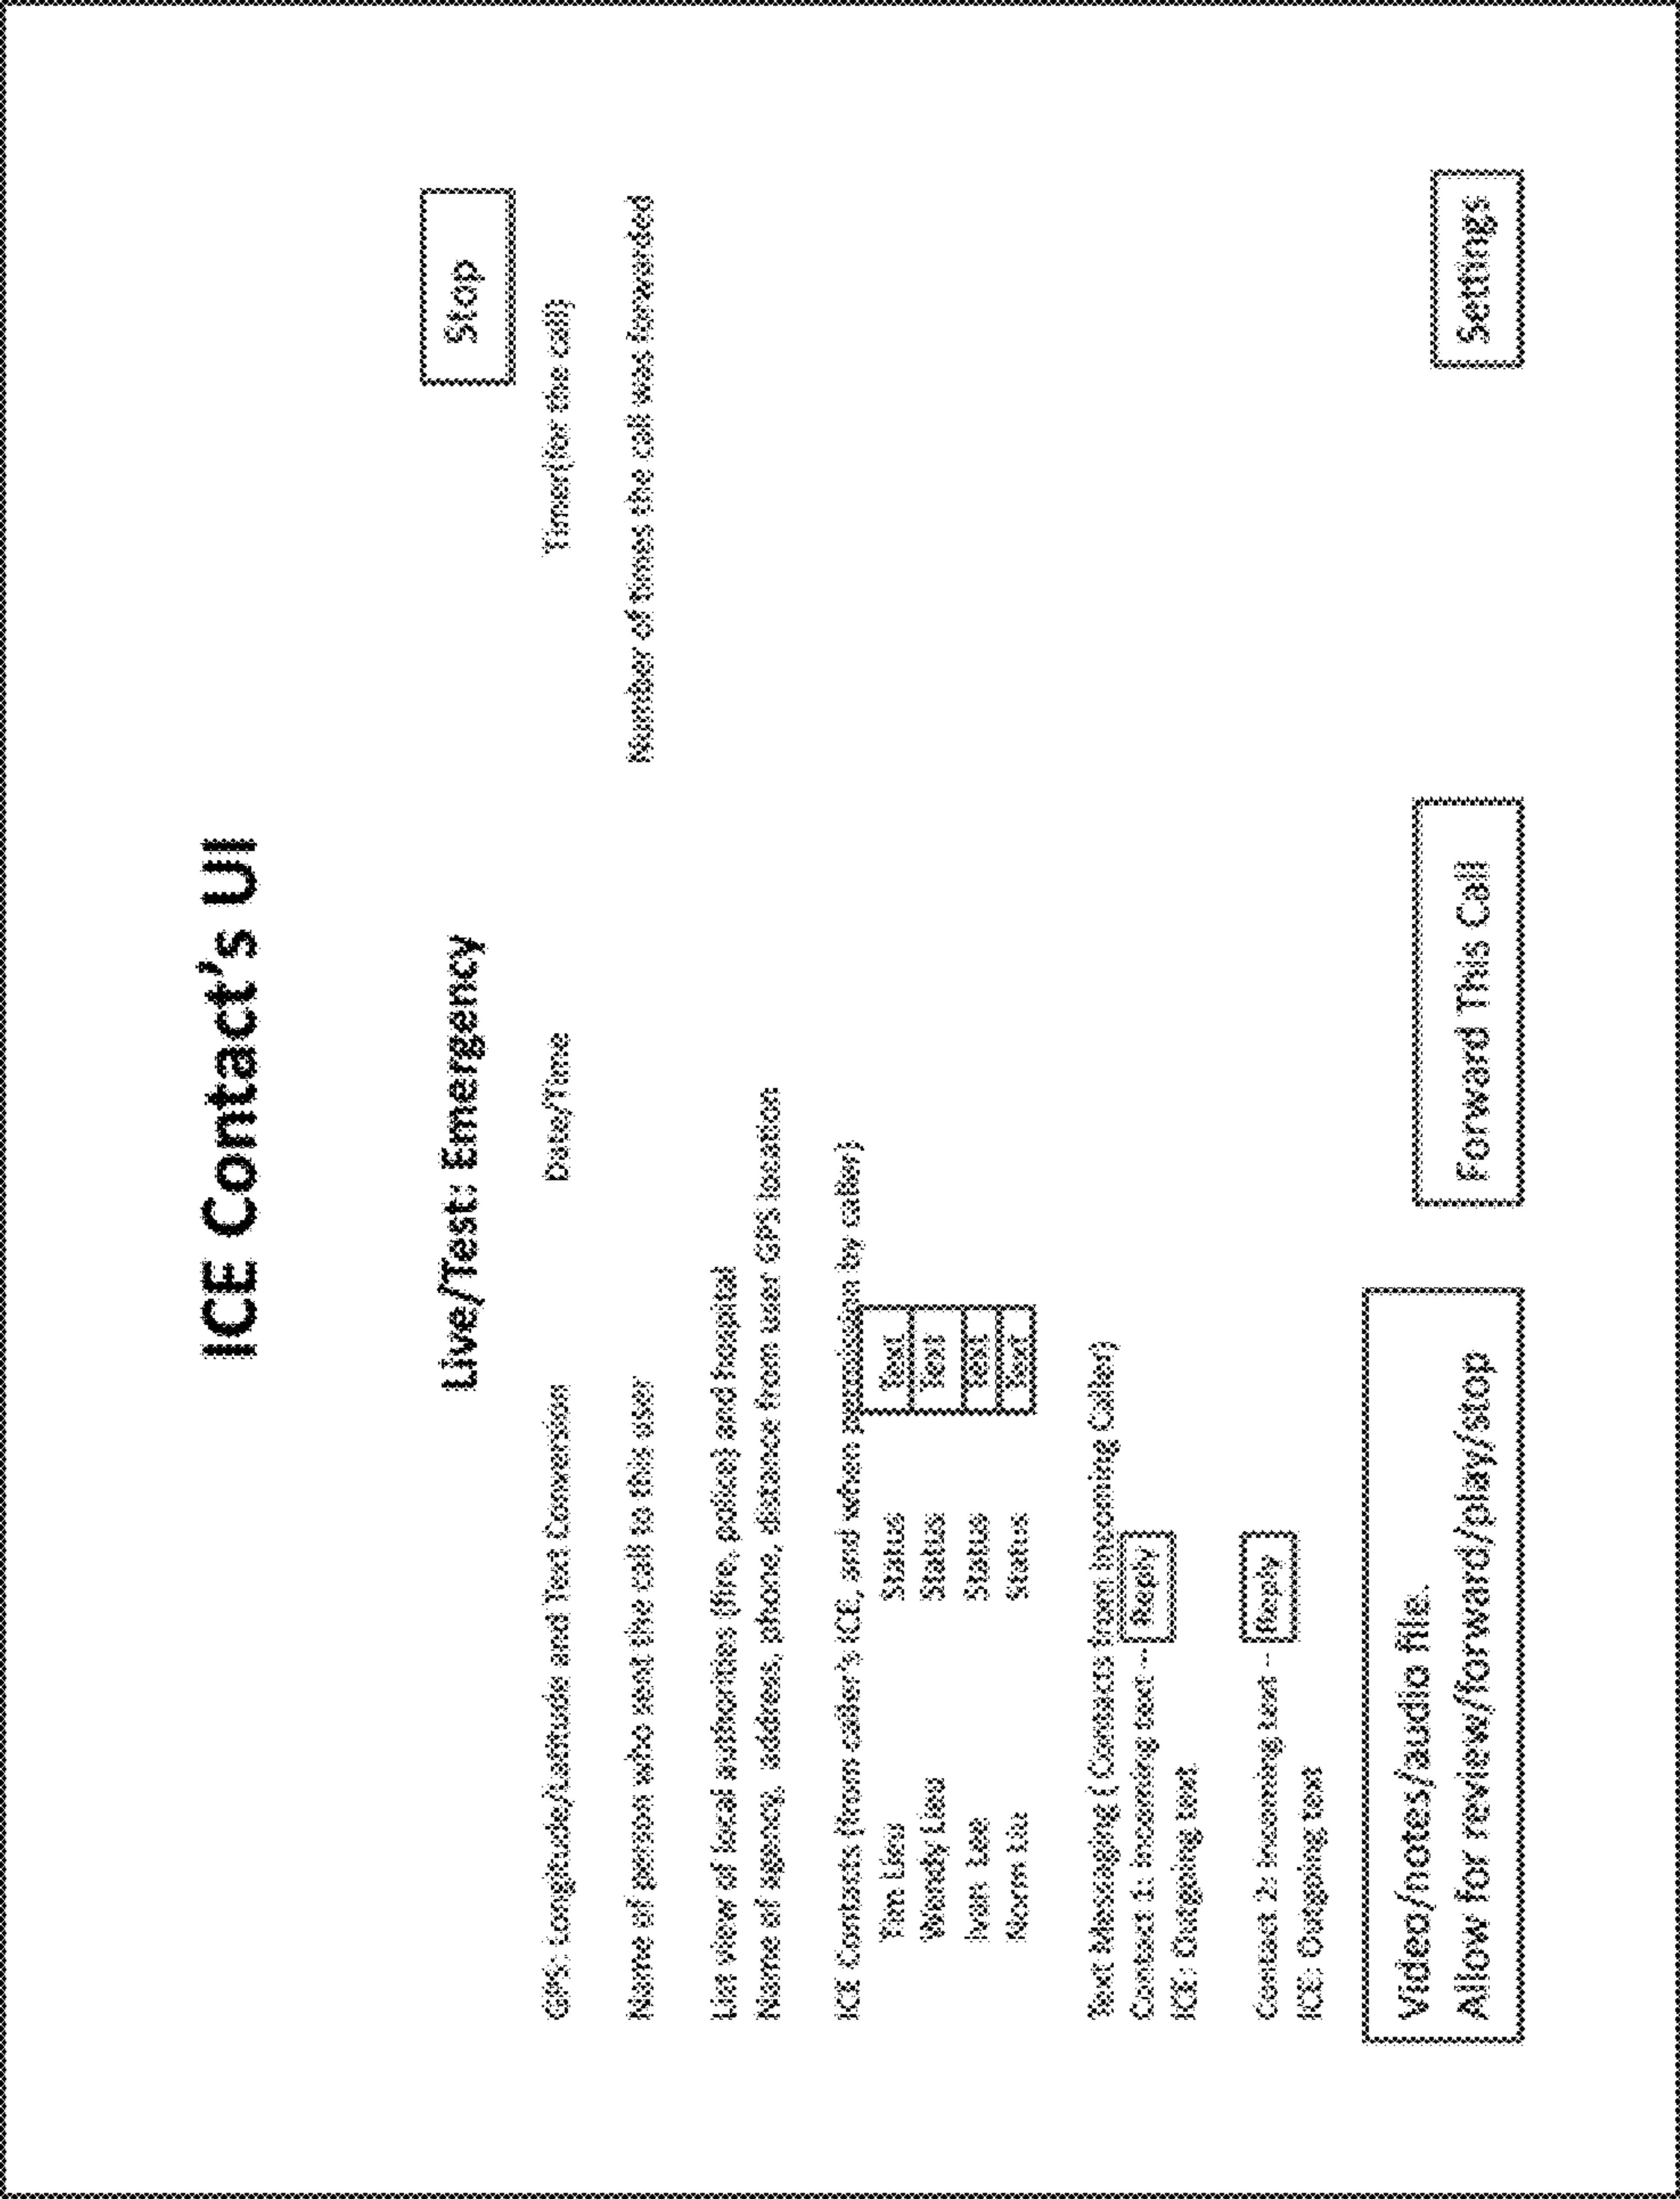 ICE Contact's UI
Live/Test: Emergency
Stop
GPS: Longitude/Latitude and Text Conversion
Date/Time
Timer(for the call)
Name of person who sent the call to this user
Number of times the call was forwarded
List view of local authorities (fire, police) and hospital
Name of agency, address, phone, distance from user GPS location
ICE Contacts (from caller's ICE, and when permission by caller)
Tim Lieu Status Text
Wendy Lieu Status Text
Ivan Lee Status Text
Norm Liu Status Text
Text Messaging ( Contacts from Incoming Caller)
Contact 1: Incoming text -- Reply
ICE: Outgoing text
Contact 2: Incoming text -- Reply
ICE: Outgoing text
Video/notes/audio file.
Allow for review/forward/play/stop
Forward This Call
Settings